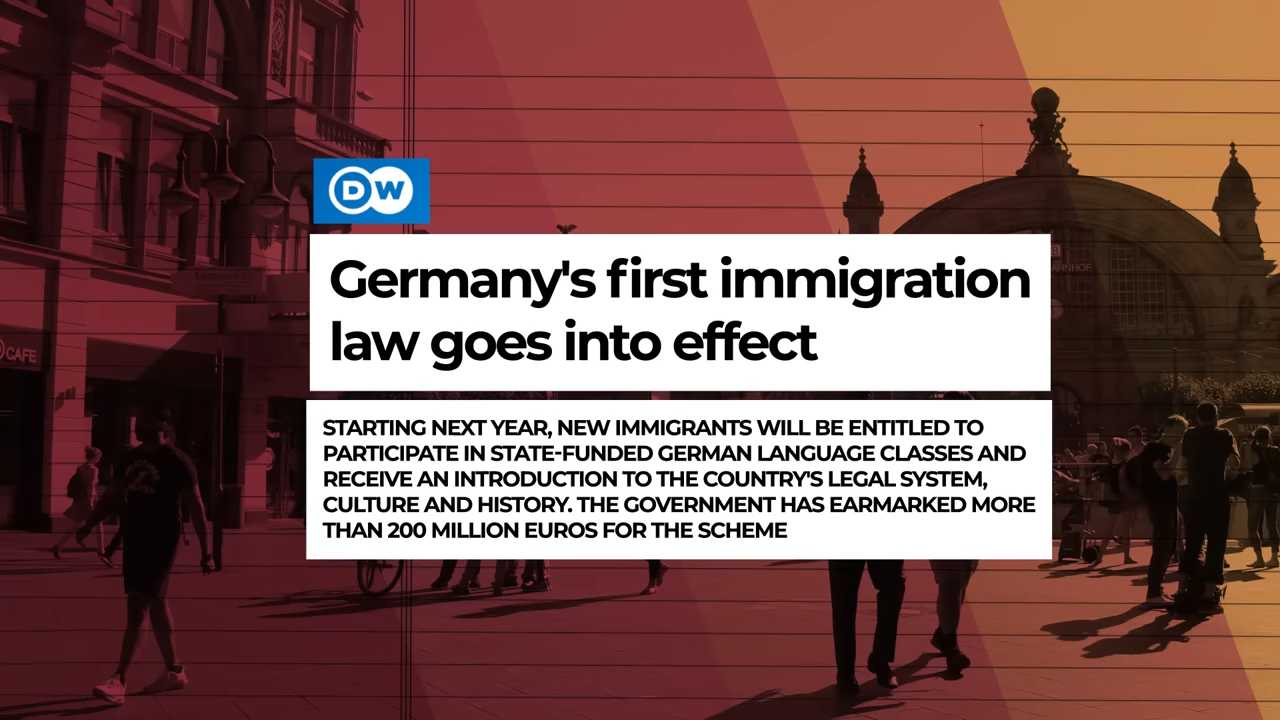 DW
Germany's first immigration
law goes into effect
STARTING NEXT YEAR, NEW IMMIGRANTS WILL BE ENTITLED TO
PARTICIPATE IN STATE-FUNDED GERMAN LANGUAGE CLASSES AND
RECEIVE AN INTRODUCTION TO THE COUNTRY'S LEGAL SYSTEM,
CULTURE AND HISTORY. THE GOVERNMENT HAS EARMARKED MORE
THAN 200 MILLION EUROS FOR THE SCHEME
CAFE